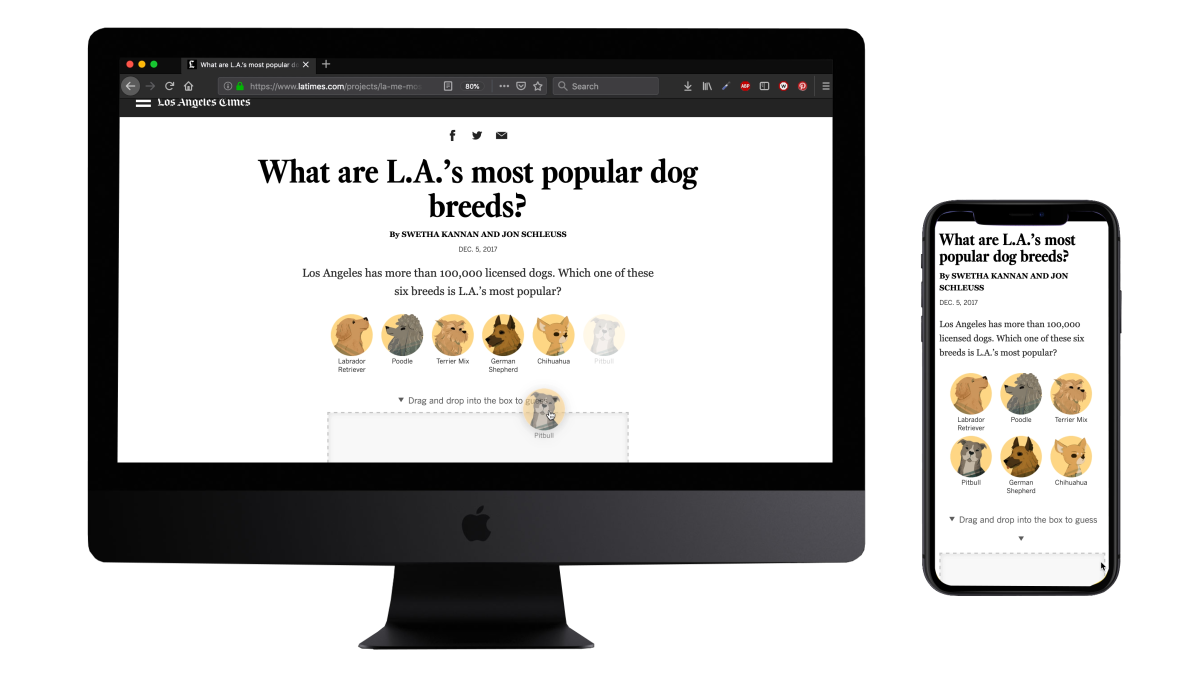 What are L.A.'s most popular do
https://www.latimes.com/projects/la-me-mos
80%
Search
ABP
Los Angeles Times
What are L.A.'s most popular dog
breeds?
By SWETHA KANNAN AND JON SCHLEUSS
DEC. 5, 2017
Los Angeles has more than 100,000 licensed dogs. Which one of these
six breeds is L.A.'s most popular?
Labrador
Retriever
Poodle
Terrier Mix
German
Shepherd
Chihuahua
Pitbull
Drag and drop into the box to guess
Pitbull
What are L.A.'s most
popular dog breeds?
By SWETHA KANNAN AND JON
SCHLEUSS
DEC. 5, 2017
Los Angeles has more than 100,000
licensed dogs. Which one of these six
breeds is L.A.'s most popular?
Labrador
Retriever
Poodle
Terrier Mix
Pitbull
German
Shepherd
Chihuahua
Drag and drop into the box to guess